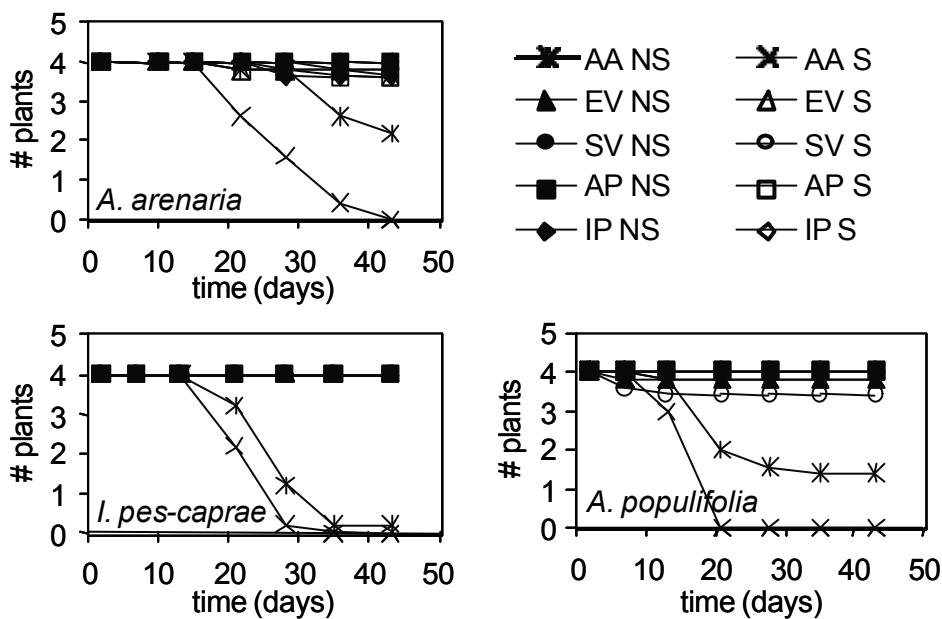 5
4
3
2
1
0
# plants
A. arenaria
0 10 20 30 40 50
time (days)
AA NS
AA S
EV NS
EV S
SV NS
SV S
AP NS
AP S
IP NS
IP S
5
4
3
2
1
0
# plants
I. pes-caprae
0 10 20 30 40 50
time (days)
5
4
3
2
1
0
# plants
A. populifolia
0 10 20 30 40 50
time (days)